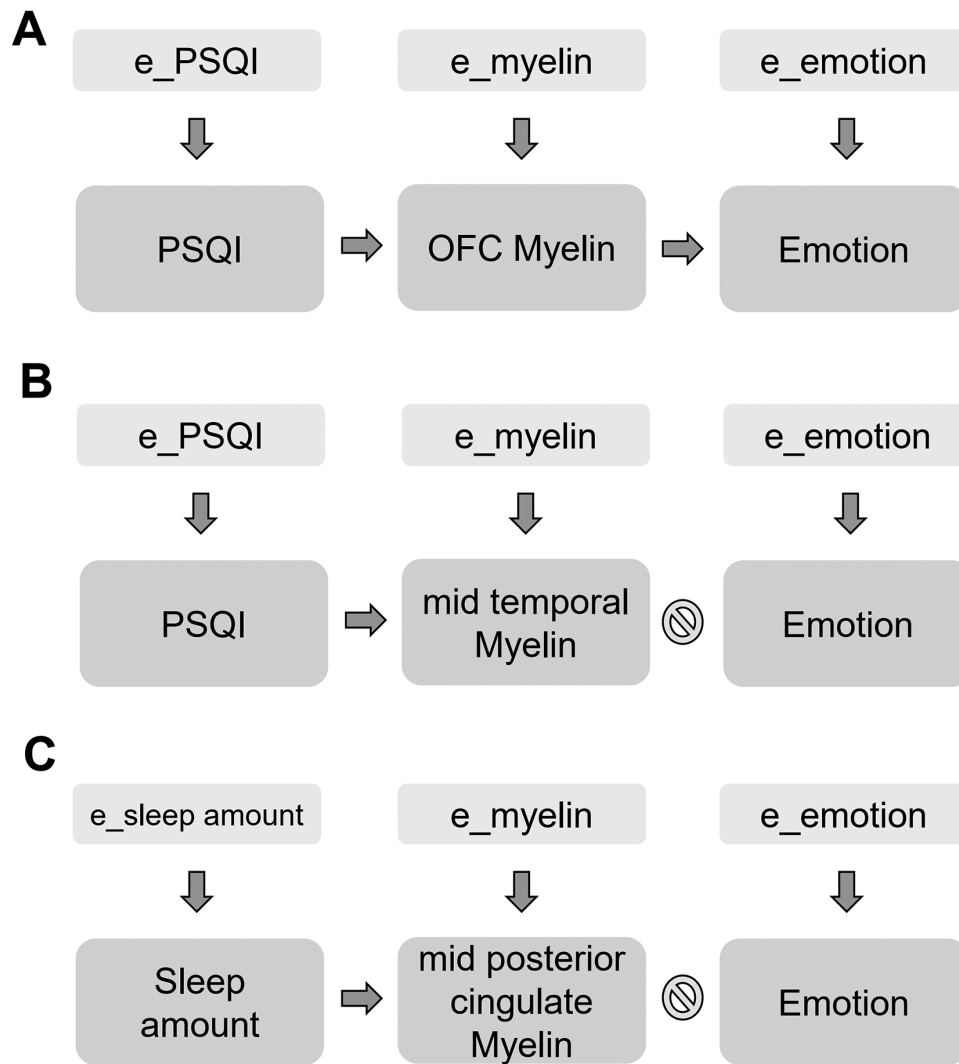 A
e_PSQI e_myelin e_emotion
PSQI OFC Myelin Emotion
B
e_PSQI e_myelin e_emotion
PSQI mid temporal Myelin Emotion
C
e_sleep amount e_myelin e_emotion
Sleep amount mid posterior cingulate Myelin Emotion